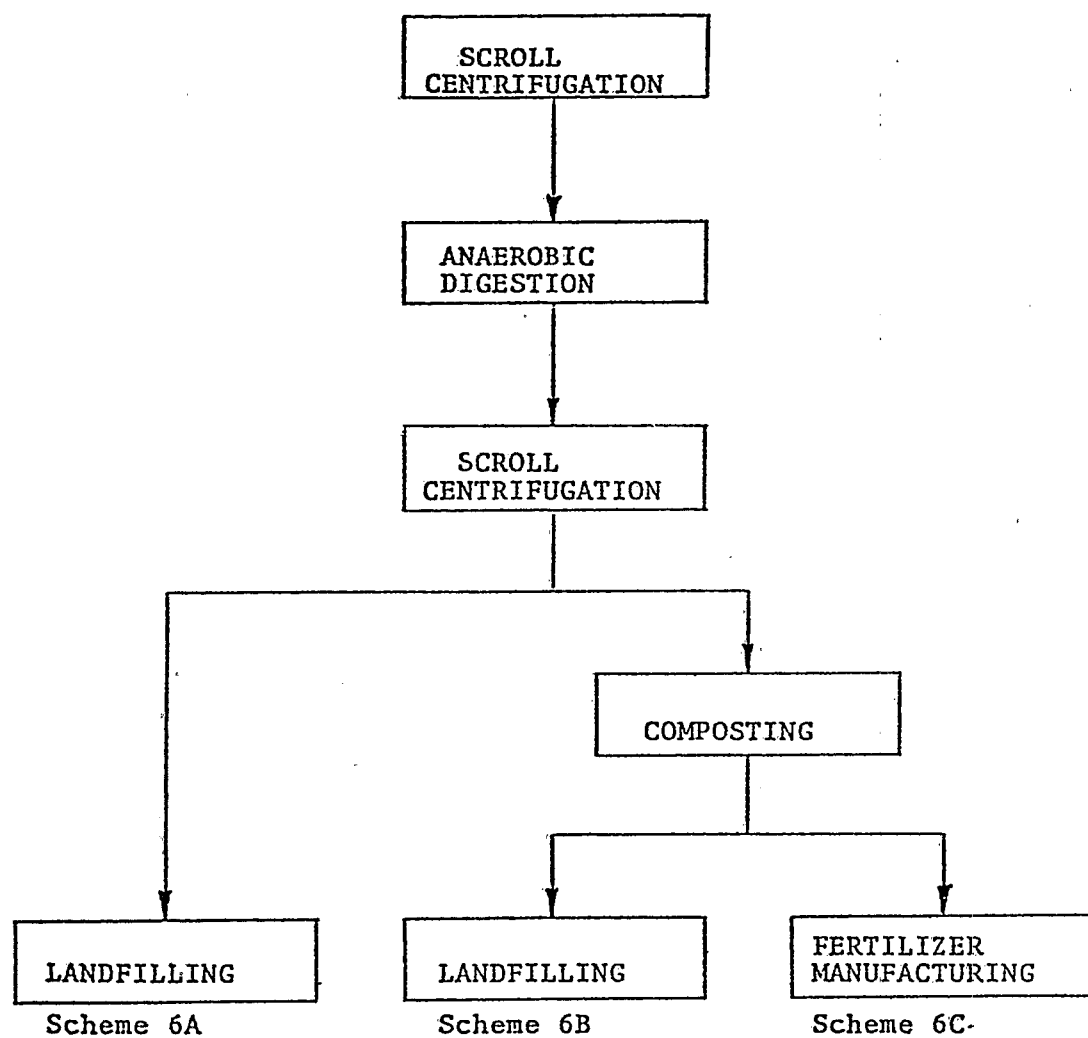 SCROLL
CENTRIFUGATION
ANAEROBIC
DIGESTION
SCROLL
CENTRIFUGATION
COMPOSTING
LANDFILLING
Scheme 6A
LANDFILLING
Scheme 6B
FERTILIZER
MANUFACTURING
Scheme 6C